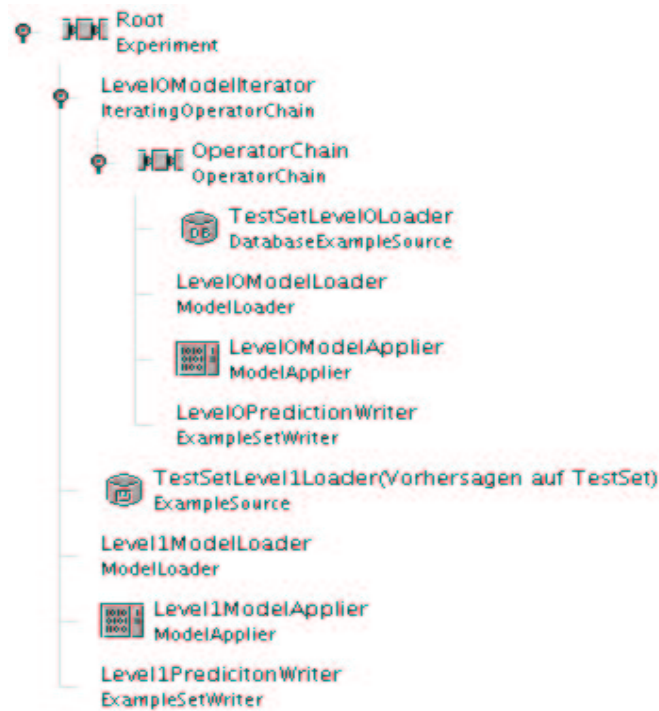 Root
Experiment
Level0ModelIterator
IteratingOperatorChain
OperatorChain
OperatorChain
DB
TestSetLevel0Loader
DatabaseExampleSource
Level0ModelLoader
ModelLoader
Level0ModelApplier
ModelApplier
Level0PredictionWriter
ExampleSetWriter
TestSetLevel1Loader(Vorhersagen auf TestSet)
ExampleSource
Level1ModelLoader
ModelLoader
Level1ModelApplier
ModelApplier
Level1PredicitonWriter
ExampleSetWriter